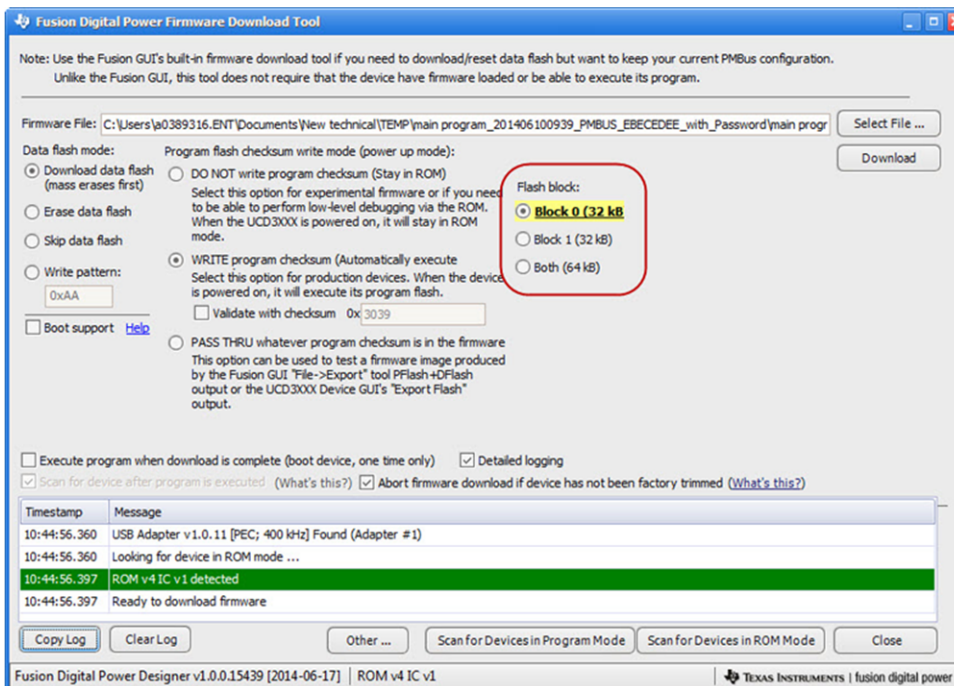 Fusion Digital Power Firmware Download Tool
Note: Use the Fusion GUI's built-in firmware download tool if you need to download/reset data flash but want to keep your current PMBus configuration.
Unlike the Fusion GUI, this tool does not require that the device have firmware loaded or be able to execute its program.
Firmware File: C:\Users\a0389316.ENT\Documents\New technical\TEMP\main program_201406100939_PMBUS_EBECEDEE_with_Password\main progr
Select File ...
Download
Data flash mode:
Download data flash
(mass erases first)
Erase data flash
Skip data flash
Write pattern:
0xAA
Boot support Help
Program flash checksum write mode (power up mode):
DO NOT write program checksum (Stay in ROM)
Select this option for experimental firmware or if you need
to be able to perform low-level debugging via the ROM.
When the UCD3XXX is powered on, it will stay in ROM
mode.
WRITE program checksum (Automatically execute
Select this option for production devices. When the device
is powered on, it will execute its program flash.
Validate with checksum 0x 3039
PASS THRU whatever program checksum is in the firmware
This option can be used to test a firmware image produced
by the Fusion GUI "File->Export" tool PFlash+DFlash
output or the UCD3XXX Device GUI's "Export Flash"
output.
Flash block:
Block 0 (32 kB
Block 1 (32 kB)
Both (64 kB)
Execute program when download is complete (boot device, one time only) Detailed logging
Scan for device after program is executed (What's this?) Abort firmware download if device has not been factory trimmed (What's this?)
Timestamp Message
10:44:56.360 USB Adapter v1.0.11 [PEC; 400 kHz] Found (Adapter #1)
10:44:56.360 Looking for device in ROM mode ...
10:44:56.397 ROM v4 IC v1 detected
10:44:56.397 Ready to download firmware
Copy Log Clear Log Other ... Scan for Devices in Program Mode Scan for Devices in ROM Mode Close
Fusion Digital Power Designer v1.0.0.15439 [2014-06-17] ROM v4 IC v1 TEXAS INSTRUMENTS | fusion digital power